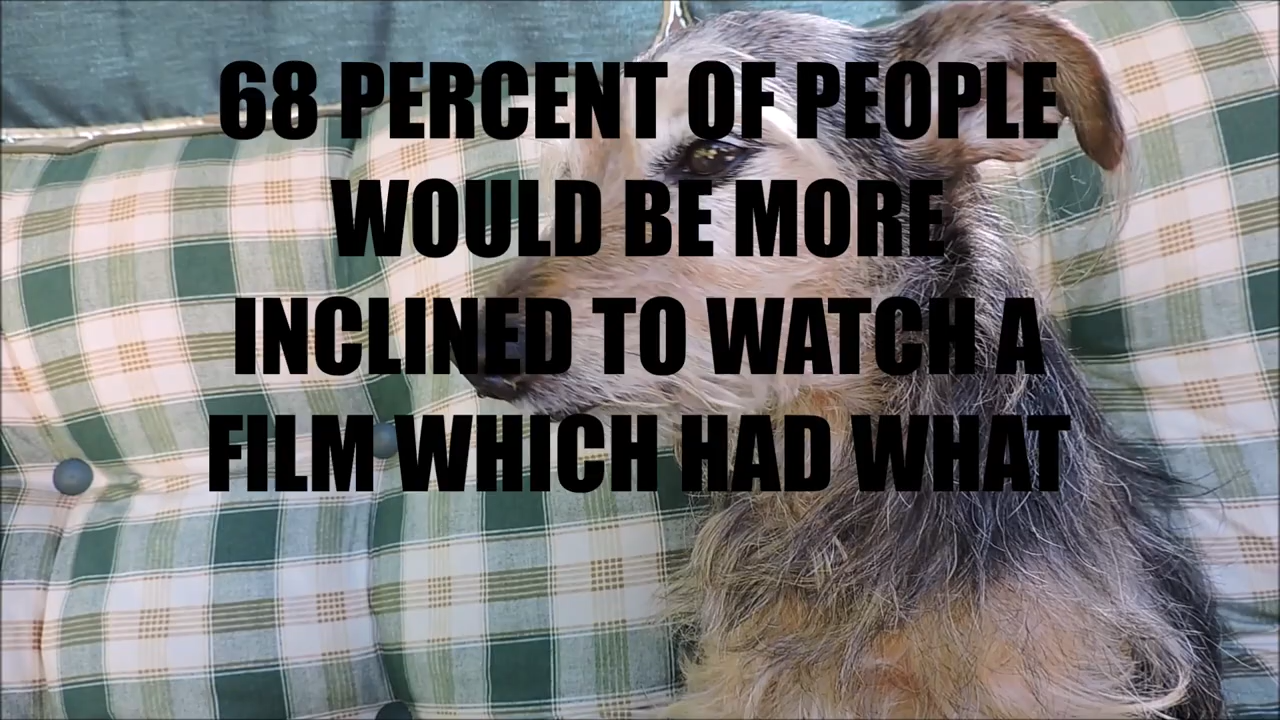 68 PERCENT OF PEOPLE
WOULD BE MORE
INCLINED TO WATCH A
FILM WHICH HAD WHAT